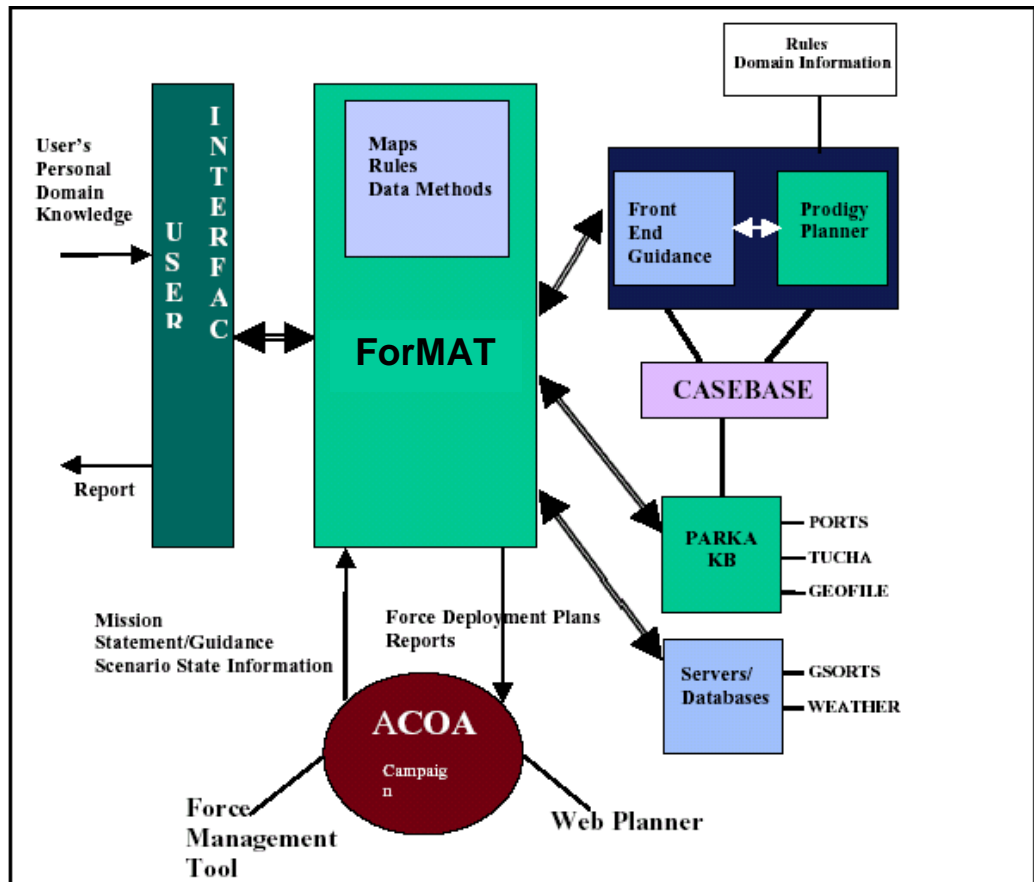 Rules
Domain Information
User's
Personal
Domain
Knowledge
USER
INTERFAC
Maps
Rules
Data Methods
Front
End
Guidance
Prodigy
Planner
ForMAT
CASEBASE
Report
PARKA
KB
PORTS
TUCHA
GEOFILE
Mission
Statement/Guidance
Scenario State Information
Force Deployment Plans
Reports
Servers/
Databases
GSORTS
WEATHER
ACOA
Campaig
n
Force
Management
Tool
Web Planner